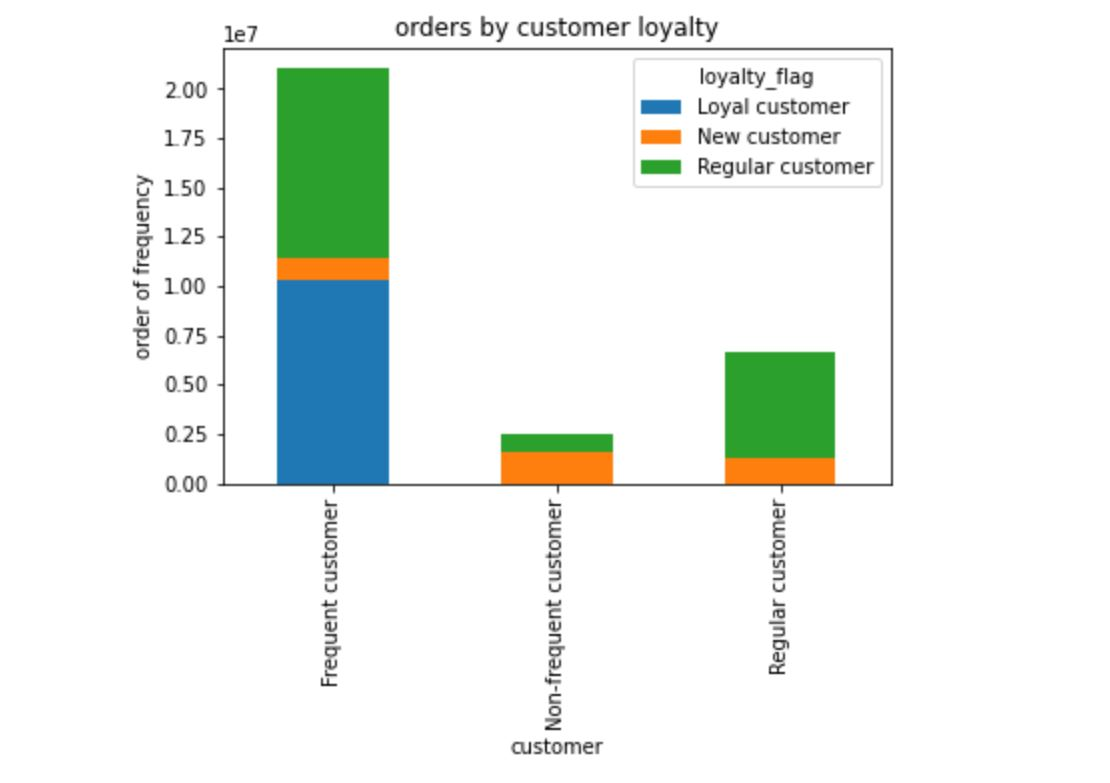 orders by customer loyalty
1e7
loyalty_flag
Loyal customer
New customer
Regular customer
order of frequency
2.00
1.75
1.50
1.25
1.00
0.75
0.50
0.25
0.00
Frequent customer
Non-frequent customer
Regular customer
customer